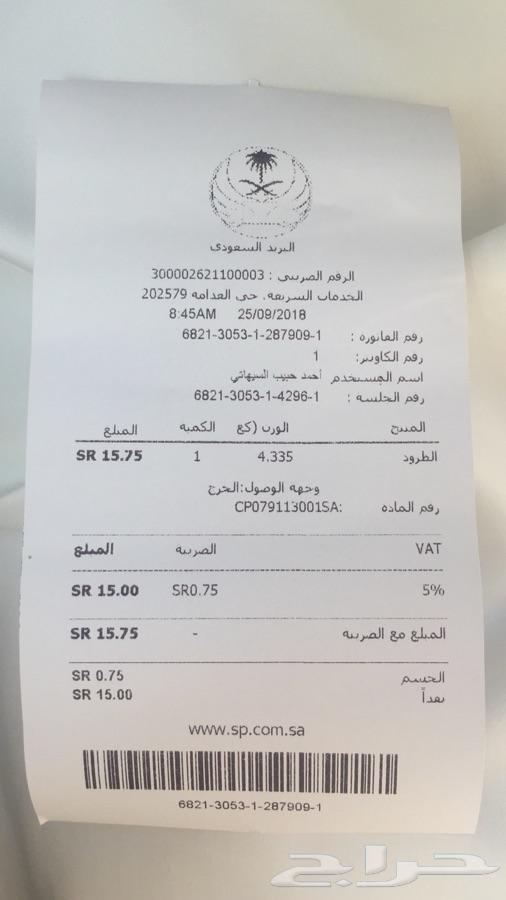 البريد السعودي
الرقم الضريبي : 300002621100003
الخدمات السريعة، حي العدامة 202579
8:45AM 25/09/2018
رقم الفاتورة : 6821-3053-1-287909-1
رقم الكاونتر: 1
اسم المستخدم أحمد حبيب السيهاتي
رقم الجلسة : 6821-3053-1-4296-1
المنتج الوزن (كغ الكمية المبلغ
الطرود 4.335 1 SR 15.75
وجهة الوصول:الخرج
رقم المادة :CP079113001SA
VAT الضريبة المبلغ
5% SR0.75 SR 15.00
المبلغ مع الضريبة - SR 15.75
الحسم SR 0.75
نقداً SR 15.00
www.sp.com.sa
6821-3053-1-287909-1
حراج